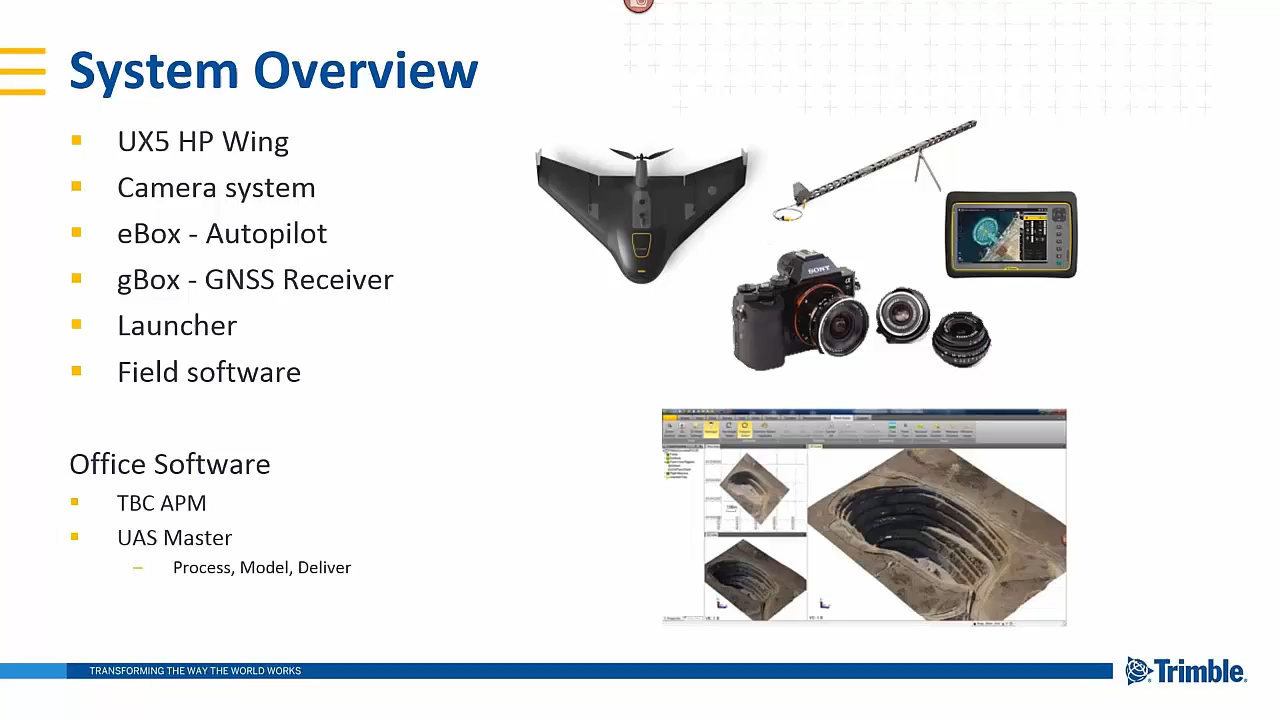 System Overview
UX5 HP Wing
Camera system
eBox - Autopilot
gBox - GNSS Receiver
Launcher
Field software
Office Software
TBC APM
UAS Master
Process, Model, Deliver
SONY
TRANSFORMING THE WAY THE WORLD WORKS
Trimble